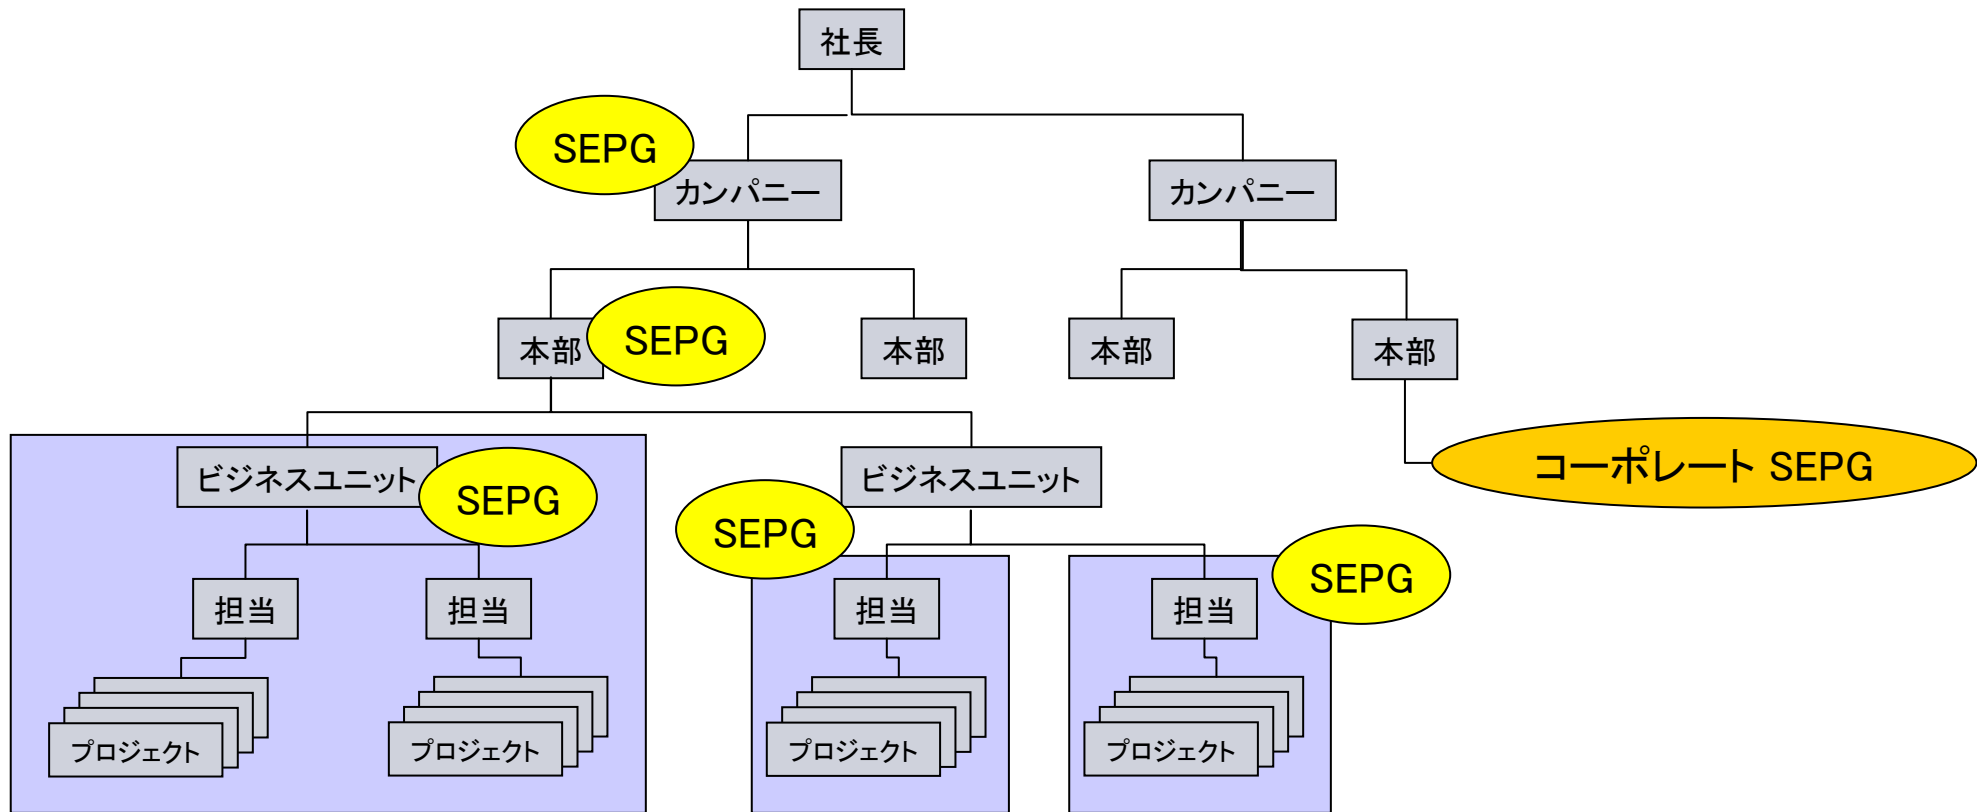 社長
SEPG
カンパニー
カンパニー
本部
SEPG
本部
本部
本部
ビジネスユニット
SEPG
ビジネスユニット
コーポレート SEPG
SEPG
SEPG
担当
担当
担当
担当
プロジェクト
プロジェクト
プロジェクト
プロジェクト